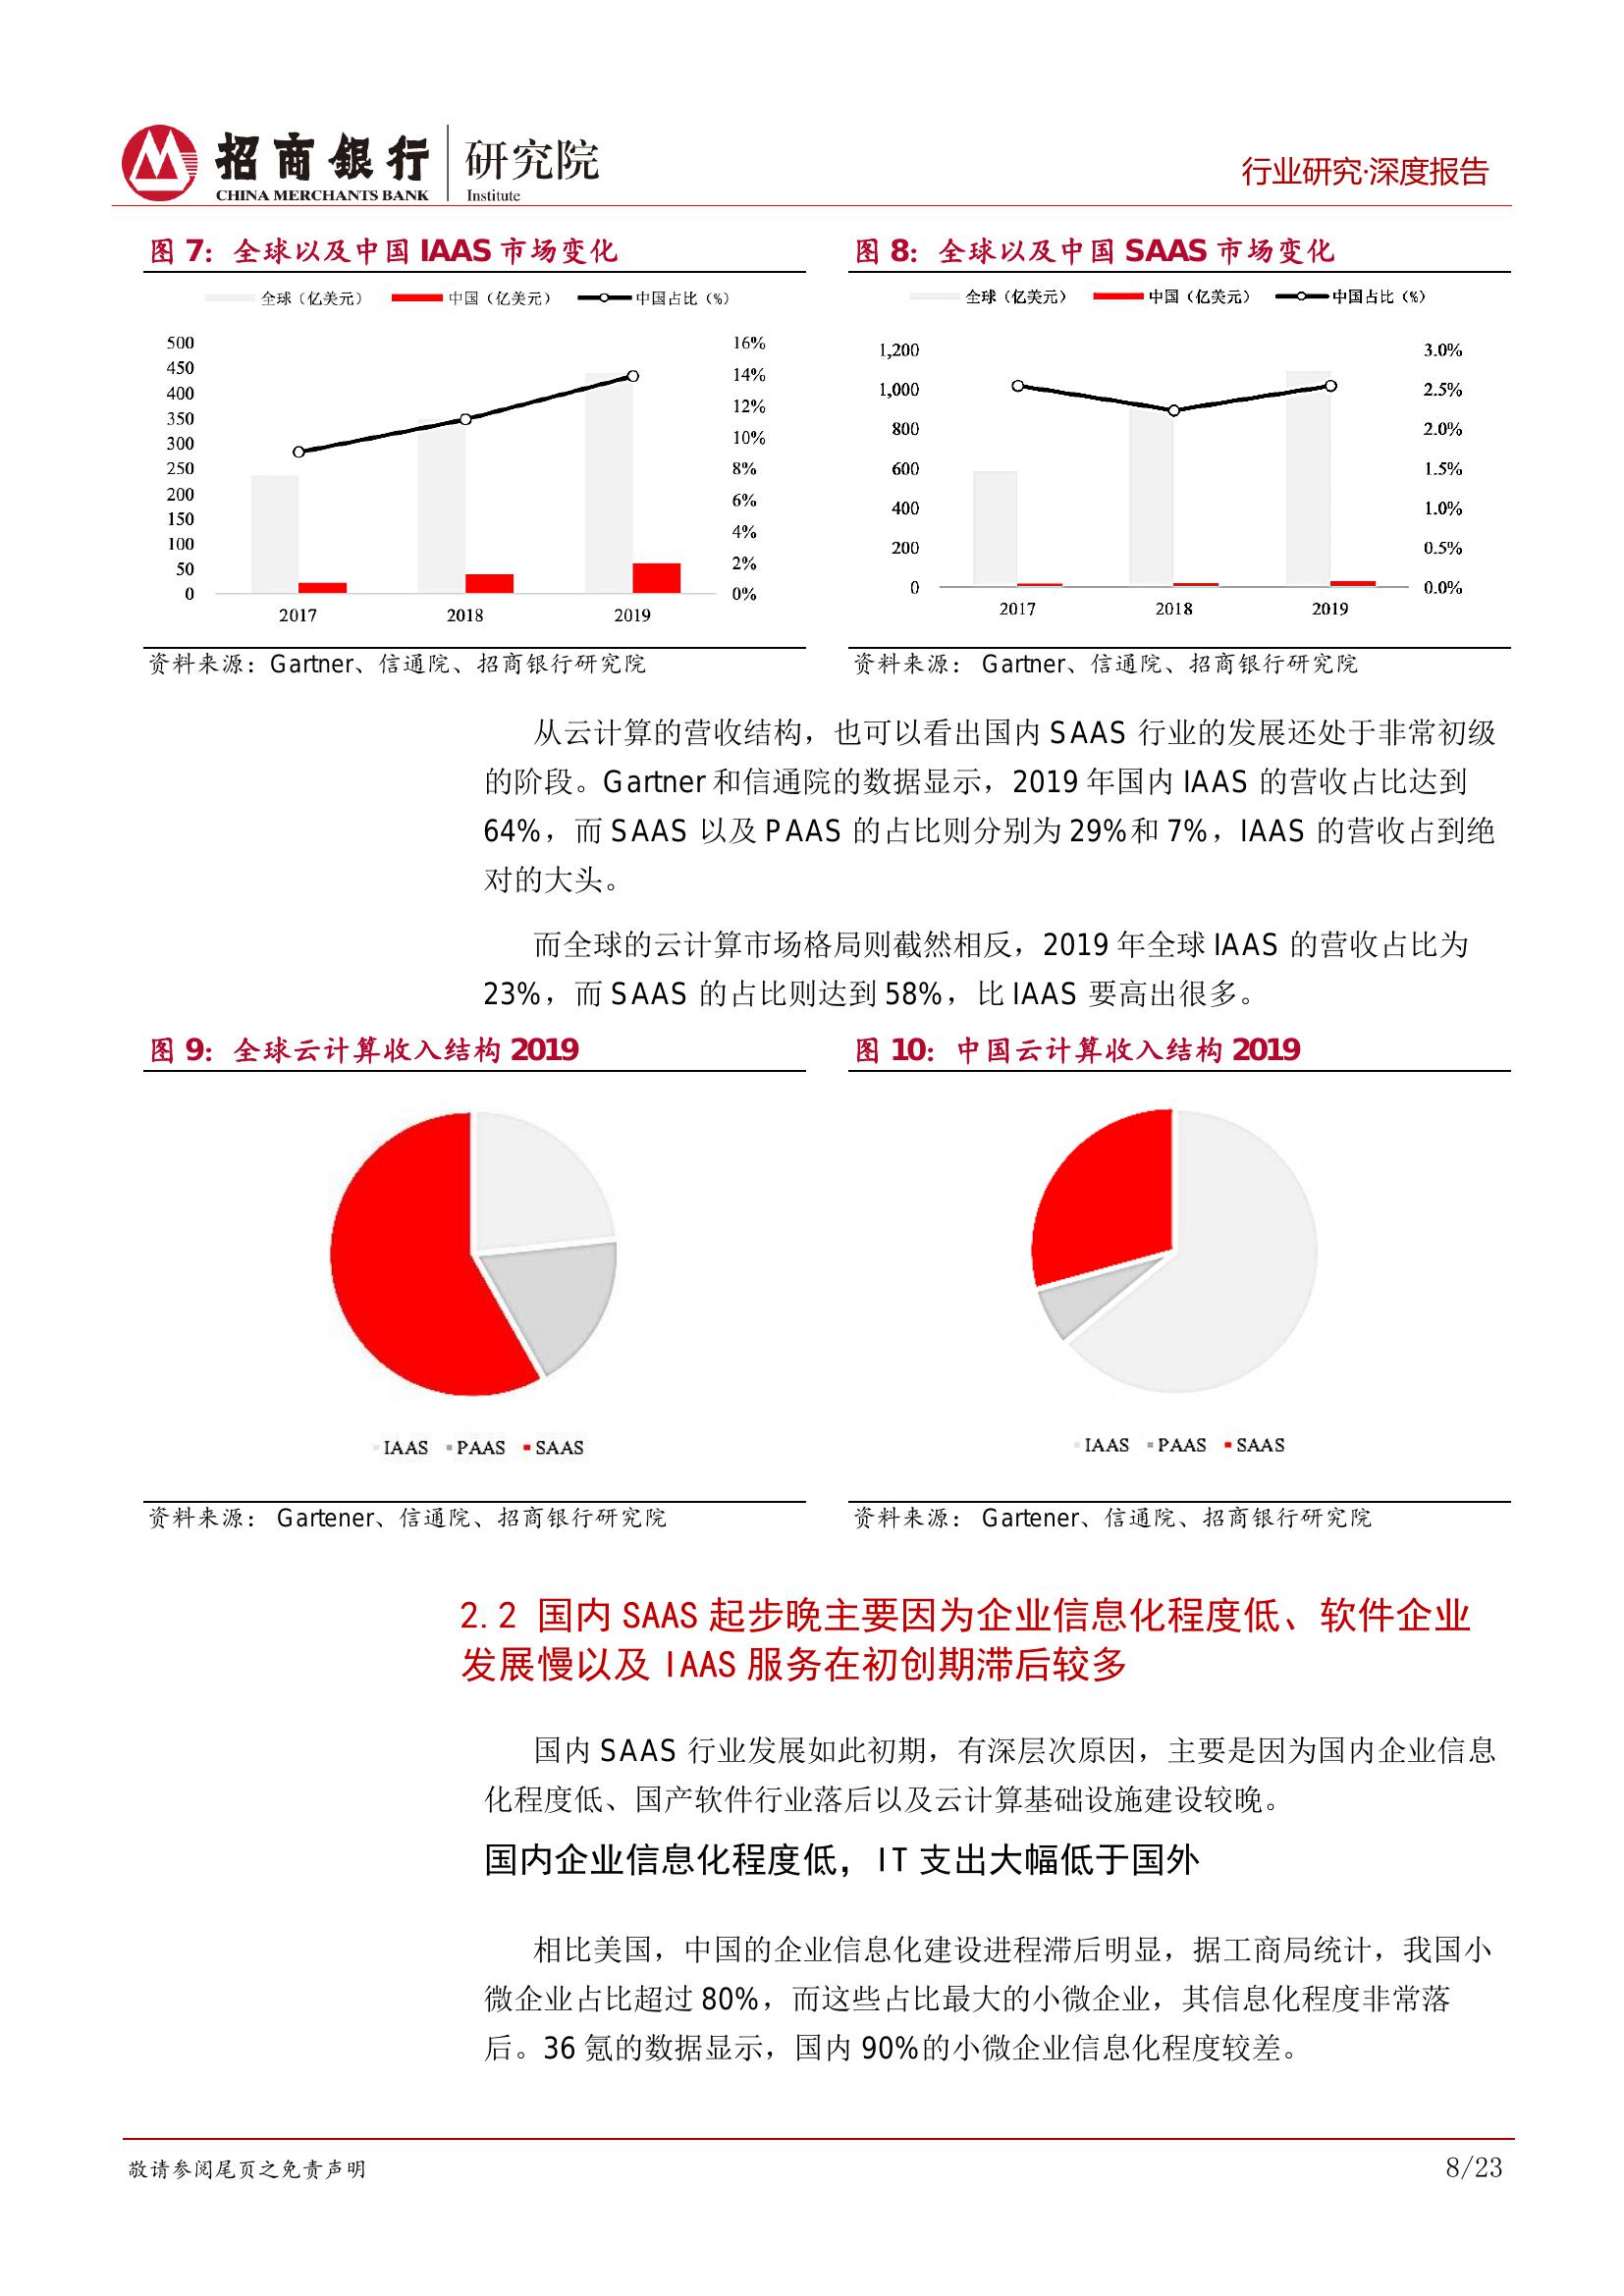 招商银行 研究院
CHINA MERCHANTS BANK Institute
行业研究·深度报告
图 7：全球以及中国 IAAS 市场变化
全球（亿美元） 中国（亿美元） 中国占比（%）
500
450
400
350
300
250
200
150
100
50
0
16%
14%
12%
10%
8%
6%
4%
2%
0%
2017 2018 2019
资料来源：Gartner、信通院、招商银行研究院
图 8：全球以及中国 SAAS 市场变化
全球（亿美元） 中国（亿美元） 中国占比（%）
1,200
1,000
800
600
400
200
0
3.0%
2.5%
2.0%
1.5%
1.0%
0.5%
0.0%
2017 2018 2019
资料来源： Gartner、信通院、招商银行研究院
从云计算的营收结构，也可以看出国内 SAAS 行业的发展还处于非常初级
的阶段。Gartner 和信通院的数据显示，2019 年国内 IAAS 的营收占比达到
64%，而 SAAS 以及 PAAS 的占比则分别为 29%和 7%，IAAS 的营收占到绝
对的大头。
而全球的云计算市场格局则截然相反，2019 年全球 IAAS 的营收占比为
23%，而 SAAS 的占比则达到 58%，比 IAAS 要高出很多。
图 9：全球云计算收入结构 2019
IAAS PAAS SAAS
资料来源： Gartener、信通院、招商银行研究院
图 10：中国云计算收入结构 2019
IAAS PAAS SAAS
资料来源： Gartener、信通院、招商银行研究院
2.2 国内 SAAS 起步晚主要因为企业信息化程度低、软件企业
发展慢以及 IAAS 服务在初创期滞后较多
国内 SAAS 行业发展如此初期，有深层次原因，主要是因为国内企业信息
化程度低、国产软件行业落后以及云计算基础设施建设较晚。
国内企业信息化程度低，IT 支出大幅低于国外
相比美国，中国的企业信息化建设进程滞后明显，据工商局统计，我国小
微企业占比超过 80%，而这些占比最大的小微企业，其信息化程度非常落
后。36 氪的数据显示，国内 90%的小微企业信息化程度较差。
敬请参阅尾页之免责声明
8/23